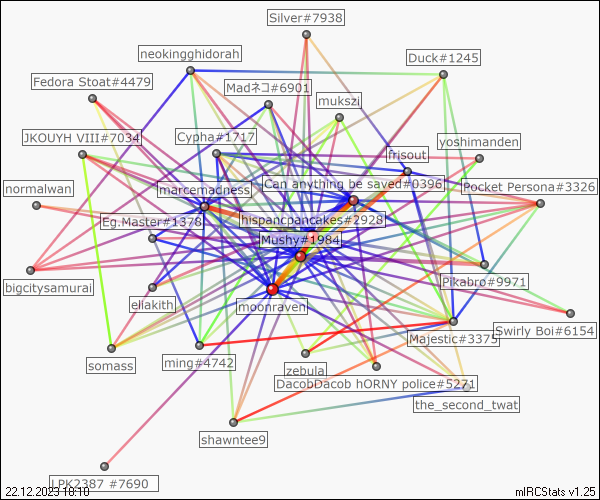 Silver#7938
neokingghidorah
Duck#1245
Fedora Stoat#4479
Madネコ#6901
mukszi
JKOUYH VIII#7034
Cypha#1717
yoshimanden
frisout
normalwan
marcemadness
Can anything be saved#0396
Pocket Persona#3326
Eg.Master#1378
hispancpancakes#2928
Mushy#1984
bigcitysamurai
eliakith
moonraven
Pikabro#9971
Swirly Boi#6154
Majestic#3375
somass
ming#4742
zebula
DacobDacob hORNY police#5271
the_second_twat
shawntee9
LPK2387 #7690
22.12.2023 18:10
mIRCStats v1.25